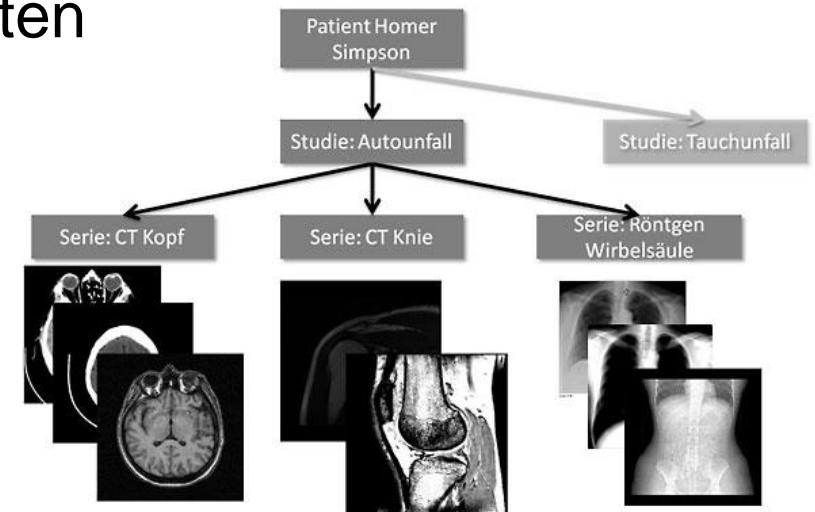 ten
Patient Homer
Simpson
Studie: Autounfall
Studie: Tauchunfall
Serie: CT Kopf
Serie: CT Knie
Serie: Röntgen
Wirbelsäule